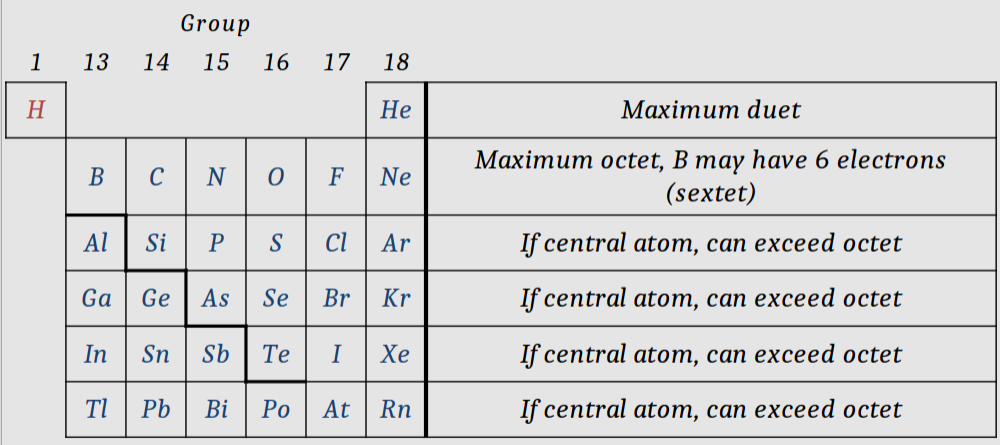 Group
1 13 14 15 16 17 18
H He Maximum duet
B C N O F Ne Maximum octet, B may have 6 electrons
(sextet)
Al Si P S Cl Ar If central atom, can exceed octet
Ga Ge As Se Br Kr If central atom, can exceed octet
In Sn Sb Te I Xe If central atom, can exceed octet
Tl Pb Bi Po At Rn If central atom, can exceed octet